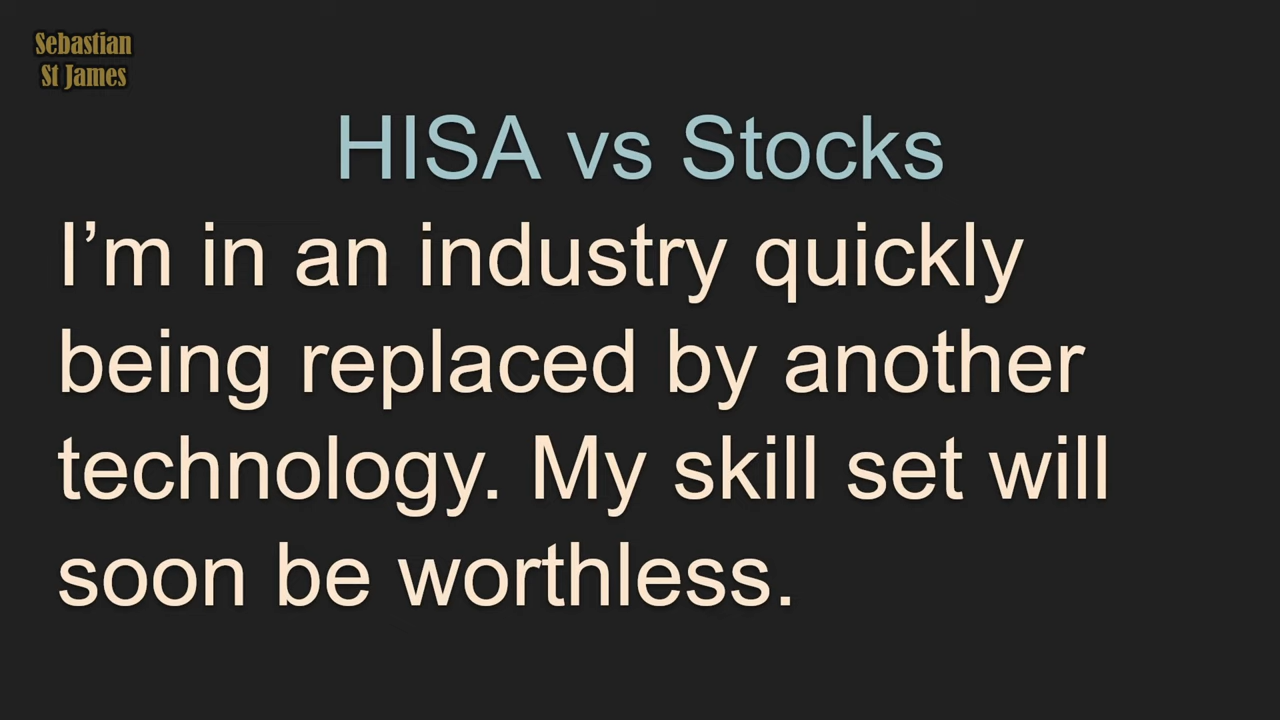 Sebastian
St James
HISA vs Stocks
I’m in an industry quickly
being replaced by another
technology. My skill set will
soon be worthless.